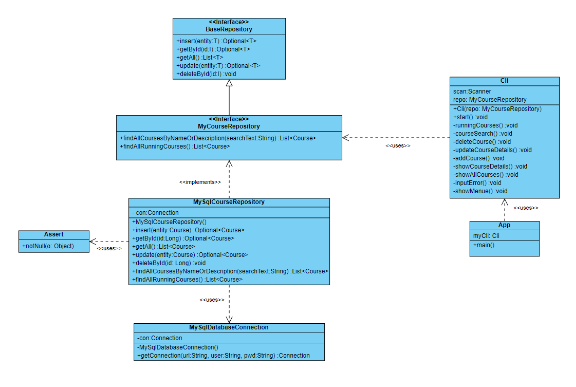 <<Interface>>
BaseRepository
+insert(entity:T) :Optional<T>
+getById(id:I) :Optional<T>
+getAll() :List<T>
+update(entity:T) :Optional<T>
+deleteById(id:I) :void
<<Interface>>
MyCourseRepository
+findAllCoursesByNameOrDescription(searchText:String) :List<Course>
+findAllRunningCourses() :List<Course>
<<uses>>
Cli
scan:Scanner
repo: MyCourseRepository
+Cli(repo: MyCourseRepository)
+start() :void
-runningCourses() :void
-courseSearch() :void
-deleteCourse() :void
-updateCourseDetails() :void
-addCourse() :void
-showCourseDetails() :void
-showAllCourses() :void
-inputError() :void
-showMenue() :void
<<uses>>
App
myCli: Cli
+main()
<<implements>>
MySqlCourseRepository
con:Connection
+MySqlCourseRepository()
+insert(entity:Course) :Optional<Course>
+getById(id:Long) :Optional<Course>
+getAll() :List<Course>
+update(entity:Course) :Optional<Course>
+deleteById(id: Long) :void
+findAllCoursesByNameOrDescription(searchText:String) :List<Course>
+findAllRunningCourses() :List<Course>
Assert
+notNull(o: Object)
<<uses>>
<<uses>>
MySqlDatabaseConnection
-con:Connection
-MySqlDatabaseConnection()
+getConnection(url:String, user:String, pwd:String) :Connection